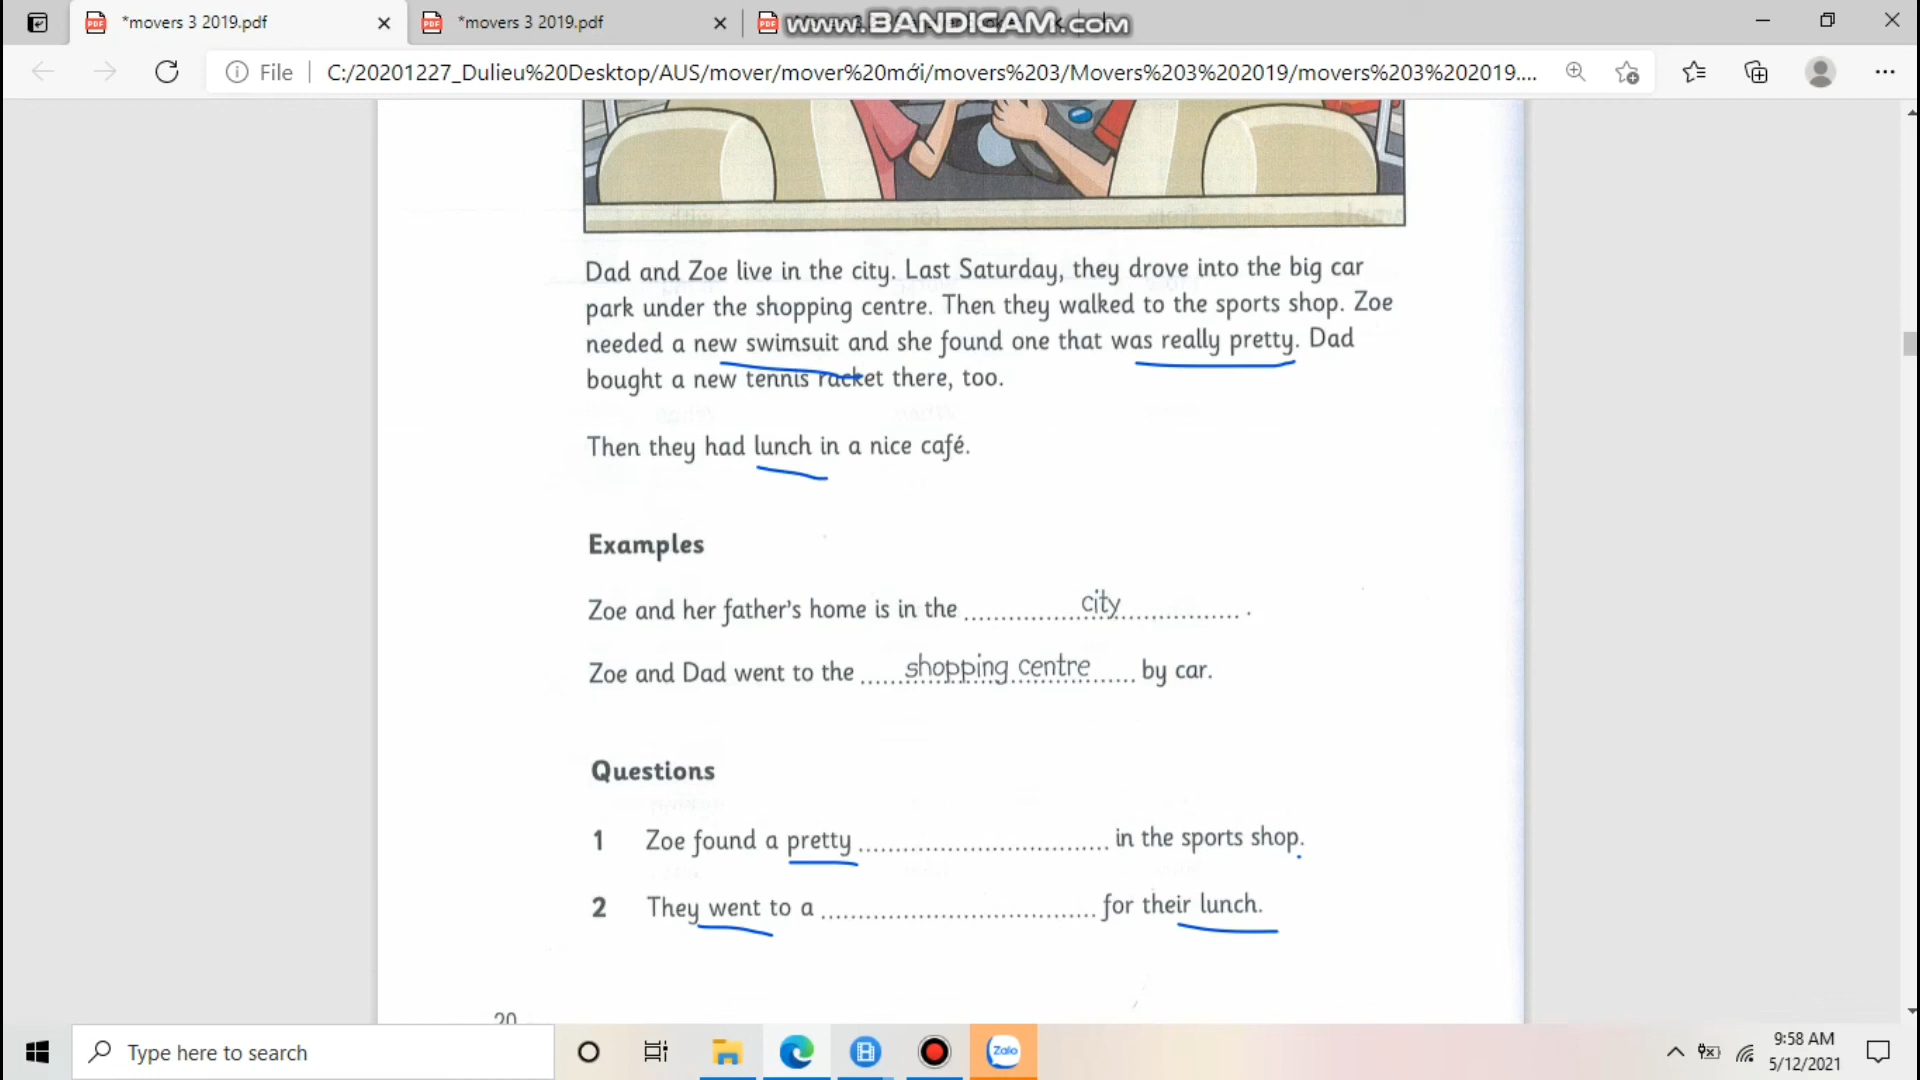 *movers 3 2019.pdf
*movers 3 2019.pdf
www.BANDICAM.com
File
C:/20201227_Dulieu%20Desktop/AUS/mover/mover%20mới/movers%203/Movers%203%202019/movers%203%202019....
Dad and Zoe live in the city. Last Saturday, they drove into the big car
park under the shopping centre. Then they walked to the sports shop. Zoe
needed a new swimsuit and she found one that was really pretty. Dad
bought a new tennis racket there, too.
Then they had lunch in a nice café.
Examples
Zoe and her father's home is in the ........ city ........ .
Zoe and Dad went to the ..... shopping centre ..... by car.
Questions
1 Zoe found a pretty ................................ in the sports shop.
2 They went to a ................................ for their lunch.
20
Type here to search
Zalo
9:58 AM
5/12/2021